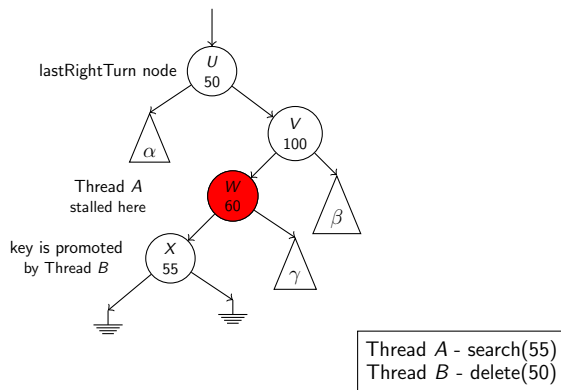 U
50
lastRightTurn node
V
100
α
Thread A
stalled here
W
60
β
key is promoted
by Thread B
X
55
γ
Thread A - search(55)
Thread B - delete(50)